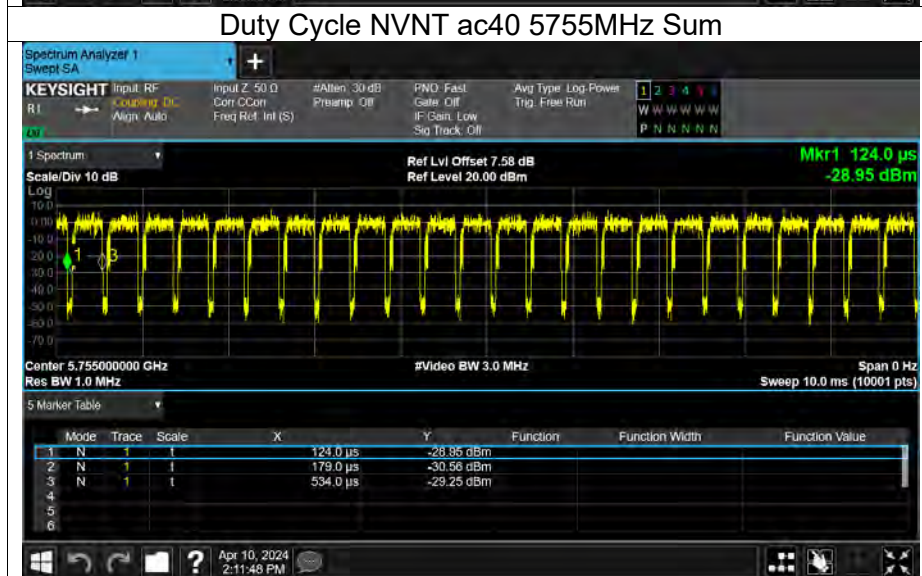 Duty Cycle NVNT ac40 5755MHz Sum
Spectrum Analyzer 1
Swept SA
+
KEYSIGHT Input: RF Input Z: 50 Ω #Atten: 30 dB PNO: Fast Avg Type: Log-Power 1 2 3 4 5 6
Coupling: DC Corr CCorr Preamp: Off Gate: Off Trig: Free Run W W W W W W
Align: Auto Freq Ref: Int (S) IF Gain: Low
Sig Track: Off P N N N N N
1 Spectrum Ref Lvl Offset 7.58 dB Mkr1 124.0 µs
Scale/Div 10 dB Ref Level 20.00 dBm -28.95 dBm
Log
10.0
0.00
-10.0
-20.0
-30.0
-40.0
-50.0
-60.0
-70.0
1 3
Center 5.755000000 GHz #Video BW 3.0 MHz Span 0 Hz
Res BW 1.0 MHz Sweep 10.0 ms (10001 pts)
5 Marker Table
Mode Trace Scale X Y Function Function Width Function Value
1 N 1 t 124.0 µs -28.95 dBm
2 N 1 t 179.0 µs -30.56 dBm
3 N 1 t 534.0 µs -29.25 dBm
4
5
6
? Apr 10, 2024
2:11:48 PM